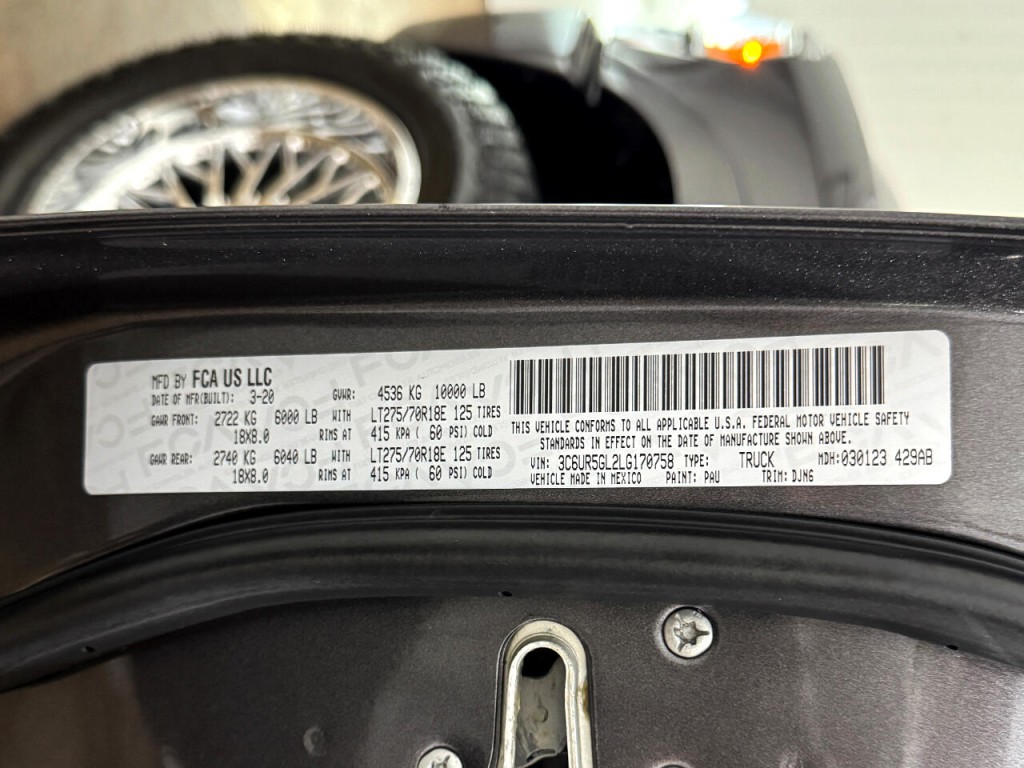 MFD BY FCA US LLC
DATE OF MFR(BUILT): 3-20 GVWR: 4536 KG 10000 LB
GAWR FRONT: 2722 KG 6000 LB WITH LT275/70R18E 125 TIRES
18X8.0 RIMS AT 415 KPA ( 60 PSI) COLD
GAWR REAR: 2740 KG 6040 LB WITH LT275/70R18E 125 TIRES
18X8.0 RIMS AT 415 KPA ( 60 PSI) COLD
THIS VEHICLE CONFORMS TO ALL APPLICABLE U.S.A. FEDERAL MOTOR VEHICLE SAFETY
STANDARDS IN EFFECT ON THE DATE OF MANUFACTURE SHOWN ABOVE.
VIN: 3C6UR5GL2LG170758 TYPE: TRUCK MDH:030123 429AB
VEHICLE MADE IN MEXICO PAINT: PAU TRIM: DJN6